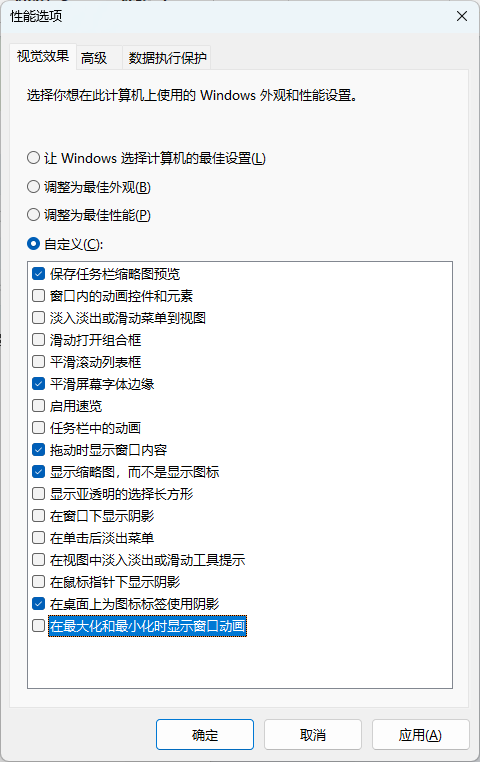 性能选项
视觉效果
高级
数据执行保护
选择你想在此计算机上使用的 Windows 外观和性能设置。
让 Windows 选择计算机的最佳设置(L)
调整为最佳外观(B)
调整为最佳性能(P)
自定义(C):
保存任务栏缩略图预览
窗口内的动画控件和元素
淡入淡出或滑动菜单到视图
滑动打开组合框
平滑滚动列表框
平滑屏幕字体边缘
启用速览
任务栏中的动画
拖动时显示窗口内容
显示缩略图，而不是显示图标
显示亚透明的选择长方形
在窗口下显示阴影
在单击后淡出菜单
在视图中淡入淡出或滑动工具提示
在鼠标指针下显示阴影
在桌面上为图标标签使用阴影
在最大化和最小化时显示窗口动画
确定
取消
应用(A)